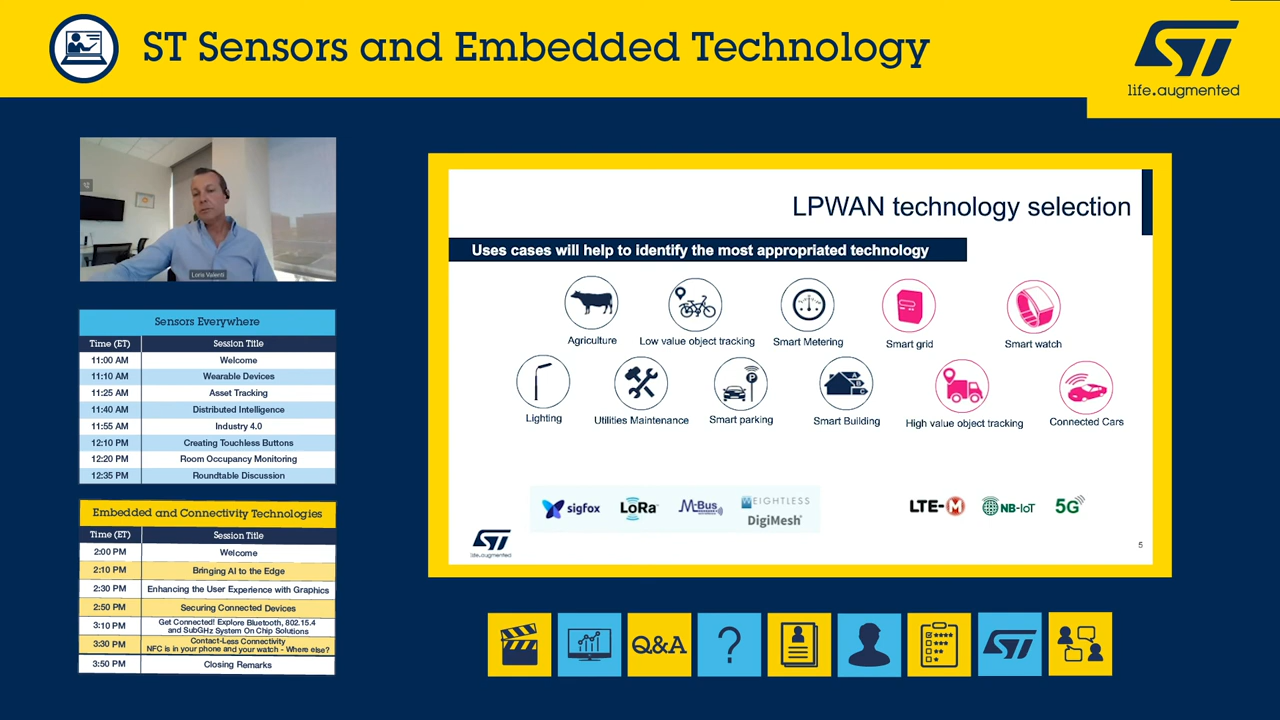 ST Sensors and Embedded Technology
ST
life.augmented
Loris Valenti
Sensors Everywhere
Time (ET) Session Title
11:00 AM Welcome
11:10 AM Wearable Devices
11:25 AM Asset Tracking
11:40 AM Distributed Intelligence
11:55 AM Industry 4.0
12:10 PM Creating Touchless Buttons
12:20 PM Room Occupancy Monitoring
12:35 PM Roundtable Discussion
Embedded and Connectivity Technologies
Time (ET) Session Title
2:00 PM Welcome
2:10 PM Bringing AI to the Edge
2:30 PM Enhancing the User Experience with Graphics
2:50 PM Securing Connected Devices
3:10 PM Get Connected! Explore Bluetooth, 802.15.4
and SubGHz System On Chip Solutions
3:30 PM Contact-Less Connectivity
NFC is in your phone and your watch - Where else?
3:50 PM Closing Remarks
LPWAN technology selection
Uses cases will help to identify the most appropriated technology
Agriculture Low value object tracking Smart Metering Smart grid Smart watch
P
A
B
C
Lighting Utilities Maintenance Smart parking Smart Building High value object tracking Connected Cars
sigfox LoRa M-Bus WEIGHTLESS LTE-M NB-IoT 5G
DigiMesh
ST
life.augmented
5
Q&A ? ST